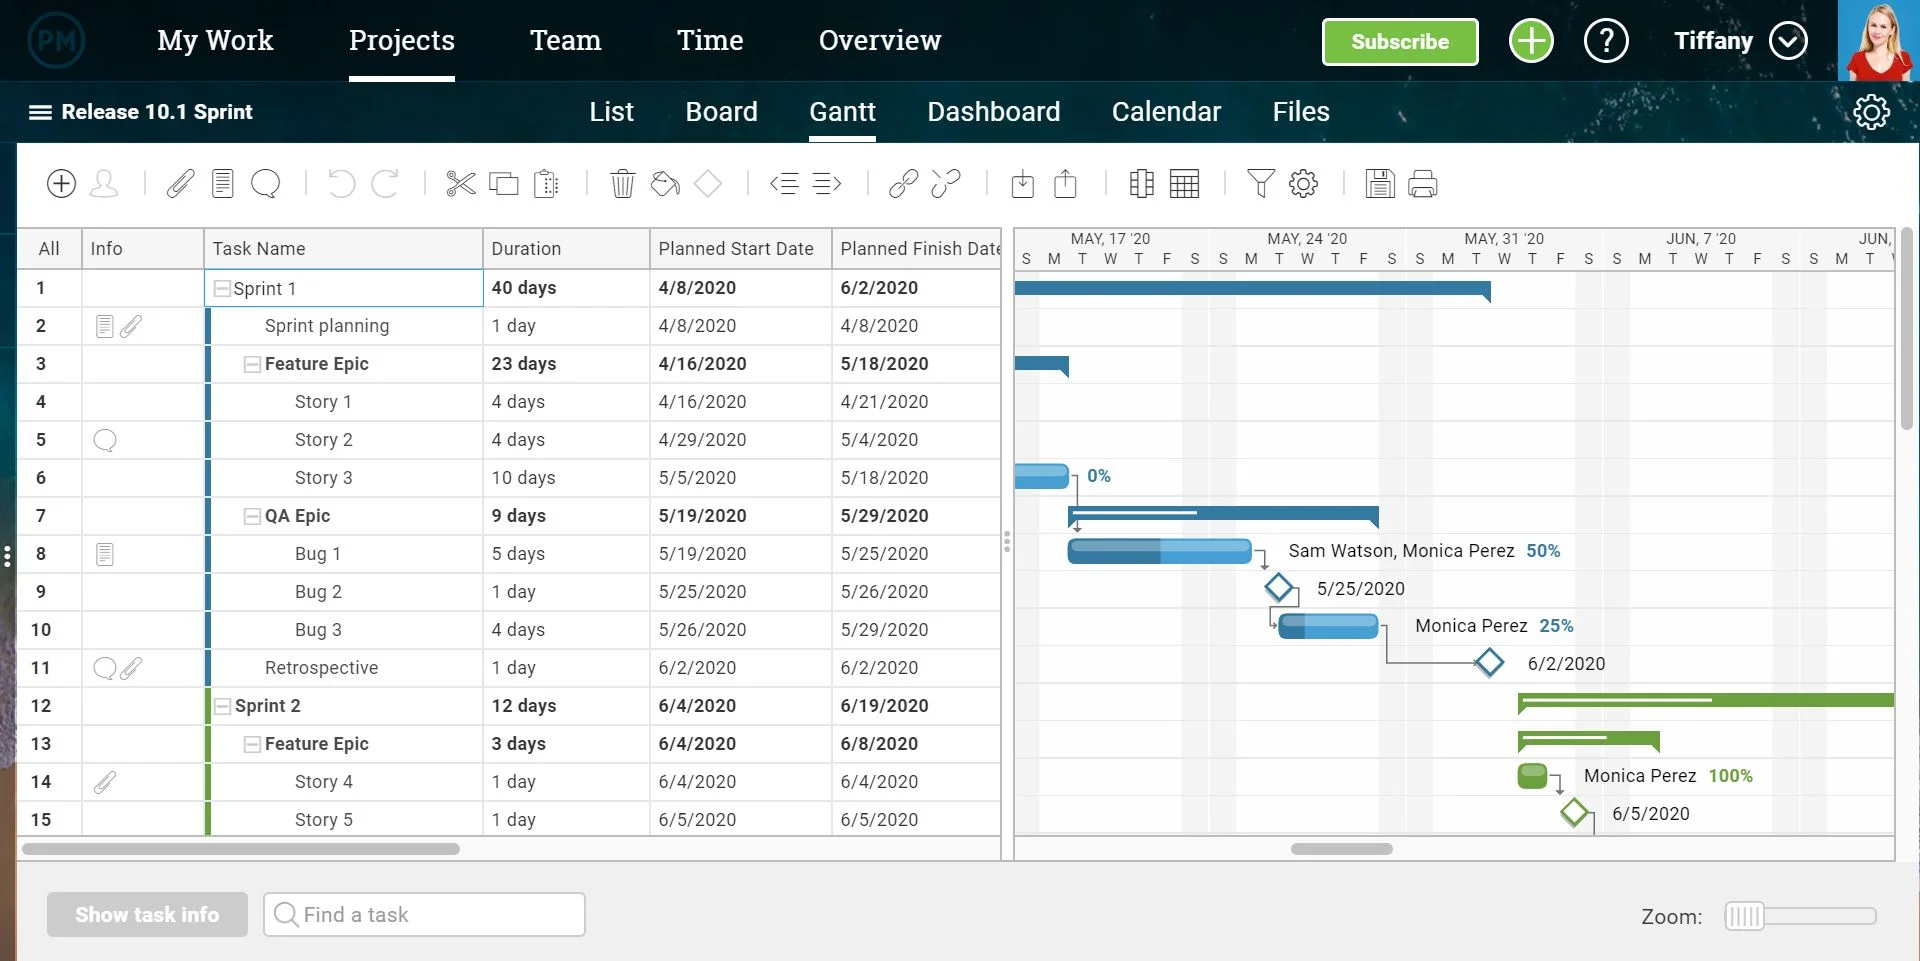 PM My Work Projects Team Time Overview Subscribe ? Tiffany
Release 10.1 Sprint List Board Gantt Dashboard Calendar Files
All Info Task Name Duration Planned Start Date Planned Finish Date
MAY, 17 '20 MAY, 24 '20 MAY, 31 '20 JUN, 7 '20 JUN,
S M T W T F S S M T W T F S S M T W T F S S M T W T F S S M T
1 Sprint 1 40 days 4/8/2020 6/2/2020
2 Sprint planning 1 day 4/8/2020 4/8/2020
3 Feature Epic 23 days 4/16/2020 5/18/2020
4 Story 1 4 days 4/16/2020 4/21/2020
5 Story 2 4 days 4/29/2020 5/4/2020
6 Story 3 10 days 5/5/2020 5/18/2020 0%
7 QA Epic 9 days 5/19/2020 5/29/2020
8 Bug 1 5 days 5/19/2020 5/25/2020 Sam Watson, Monica Perez 50%
9 Bug 2 1 day 5/25/2020 5/26/2020 5/25/2020
10 Bug 3 4 days 5/26/2020 5/29/2020 Monica Perez 25%
11 Retrospective 1 day 6/2/2020 6/2/2020 6/2/2020
12 Sprint 2 12 days 6/4/2020 6/19/2020
13 Feature Epic 3 days 6/4/2020 6/8/2020
14 Story 4 1 day 6/4/2020 6/4/2020 Monica Perez 100%
15 Story 5 1 day 6/5/2020 6/5/2020 6/5/2020
Show task info Find a task Zoom: